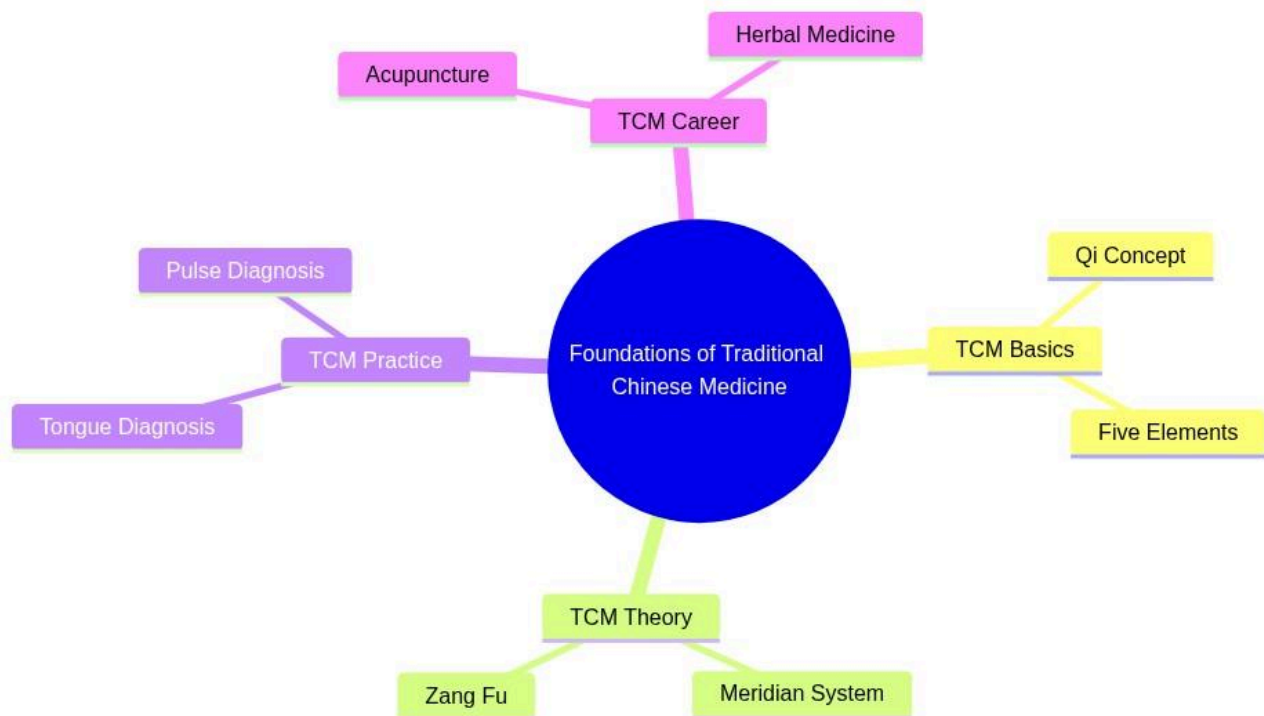 Herbal Medicine
Acupuncture
TCM Career
Pulse Diagnosis
Qi Concept
TCM Practice
Foundations of Traditional
Chinese Medicine
TCM Basics
Tongue Diagnosis
Five Elements
TCM Theory
Zang Fu
Meridian System